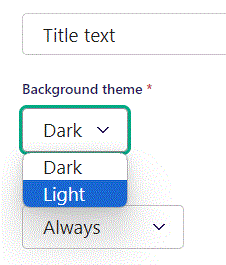 Title text
Background theme *
Dark
Dark
Light
Always